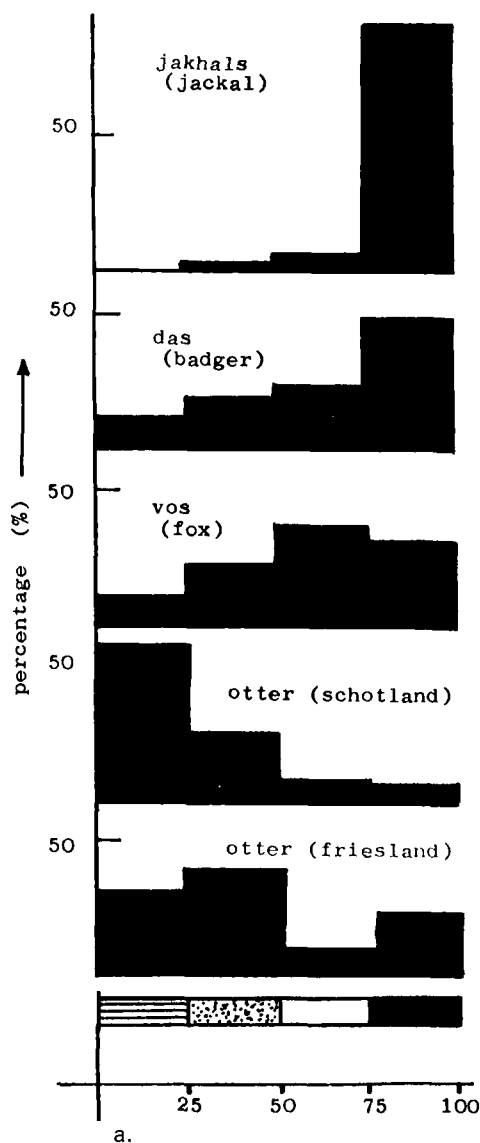 jakhals
(jackal)
50
50
das
(badger)
percentage (%)
50
vos
(fox)
50
otter (schotland)
50
otter (friesland)
25 50 75 100
a.